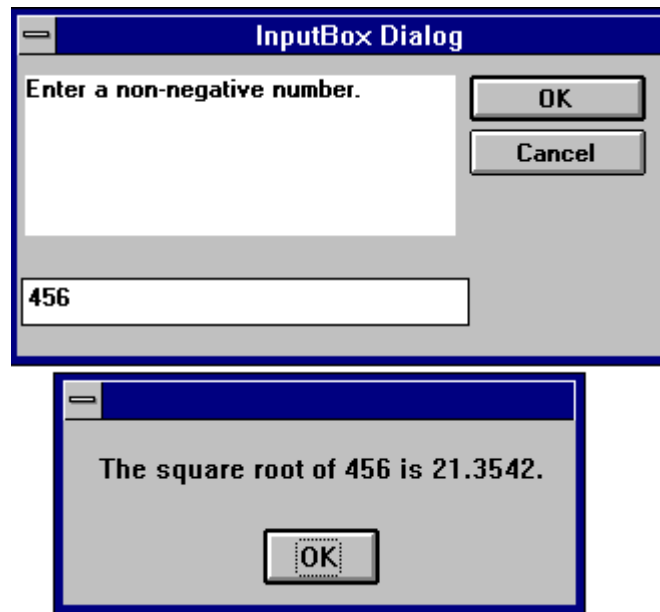 InputBox Dialog
Enter a non-negative number.
OK
Cancel
456
The square root of 456 is 21.3542.
OK